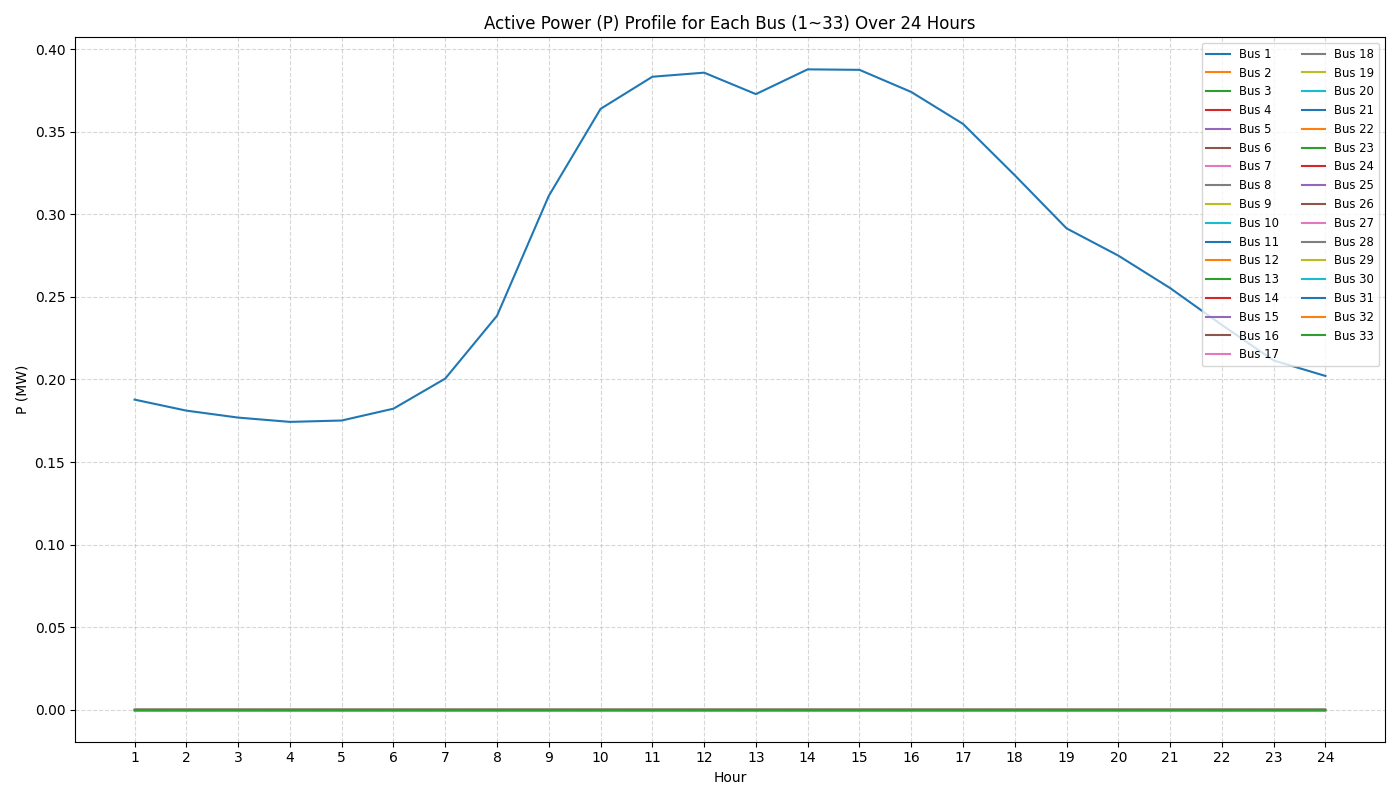 Active Power (P) Profile for Each Bus (1~33) Over 24 Hours
P (MW)
0.40
0.35
0.30
0.25
0.20
0.15
0.10
0.05
0.00
Bus 1
Bus 2
Bus 3
Bus 4
Bus 5
Bus 6
Bus 7
Bus 8
Bus 9
Bus 10
Bus 11
Bus 12
Bus 13
Bus 14
Bus 15
Bus 16
Bus 17
Bus 18
Bus 19
Bus 20
Bus 21
Bus 22
Bus 23
Bus 24
Bus 25
Bus 26
Bus 27
Bus 28
Bus 29
Bus 30
Bus 31
Bus 32
Bus 33
1 2 3 4 5 6 7 8 9 10 11 12 13 14 15 16 17 18 19 20 21 22 23 24
Hour